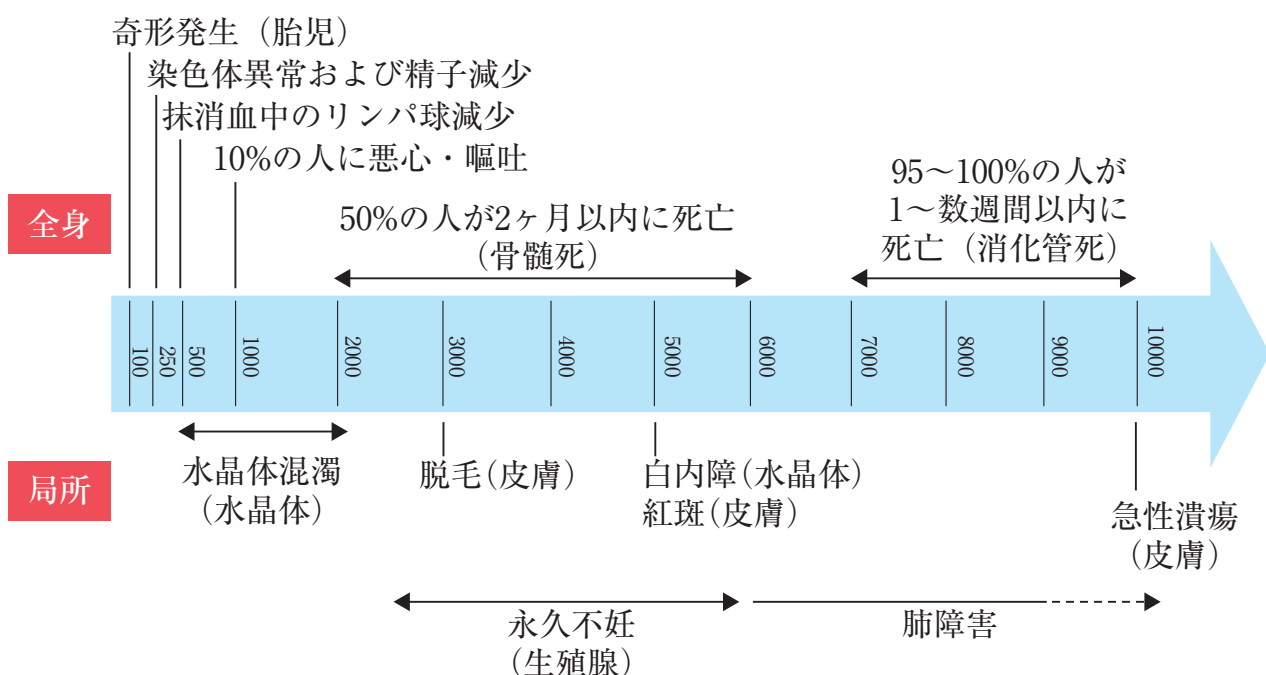 奇形発生（胎児）
染色体異常および精子減少
抹消血中のリンパ球減少
10%の人に悪心・嘔吐
全身
50%の人が2ヶ月以内に死亡
（骨髄死）
95〜100%の人が
1〜数週間以内に
死亡（消化管死）
100
250
500
1000
2000
3000
4000
5000
6000
7000
8000
9000
10000
局所
水晶体混濁
（水晶体）
脱毛（皮膚）
白内障（水晶体）
紅斑（皮膚）
急性潰瘍
（皮膚）
永久不妊
（生殖腺）
肺障害